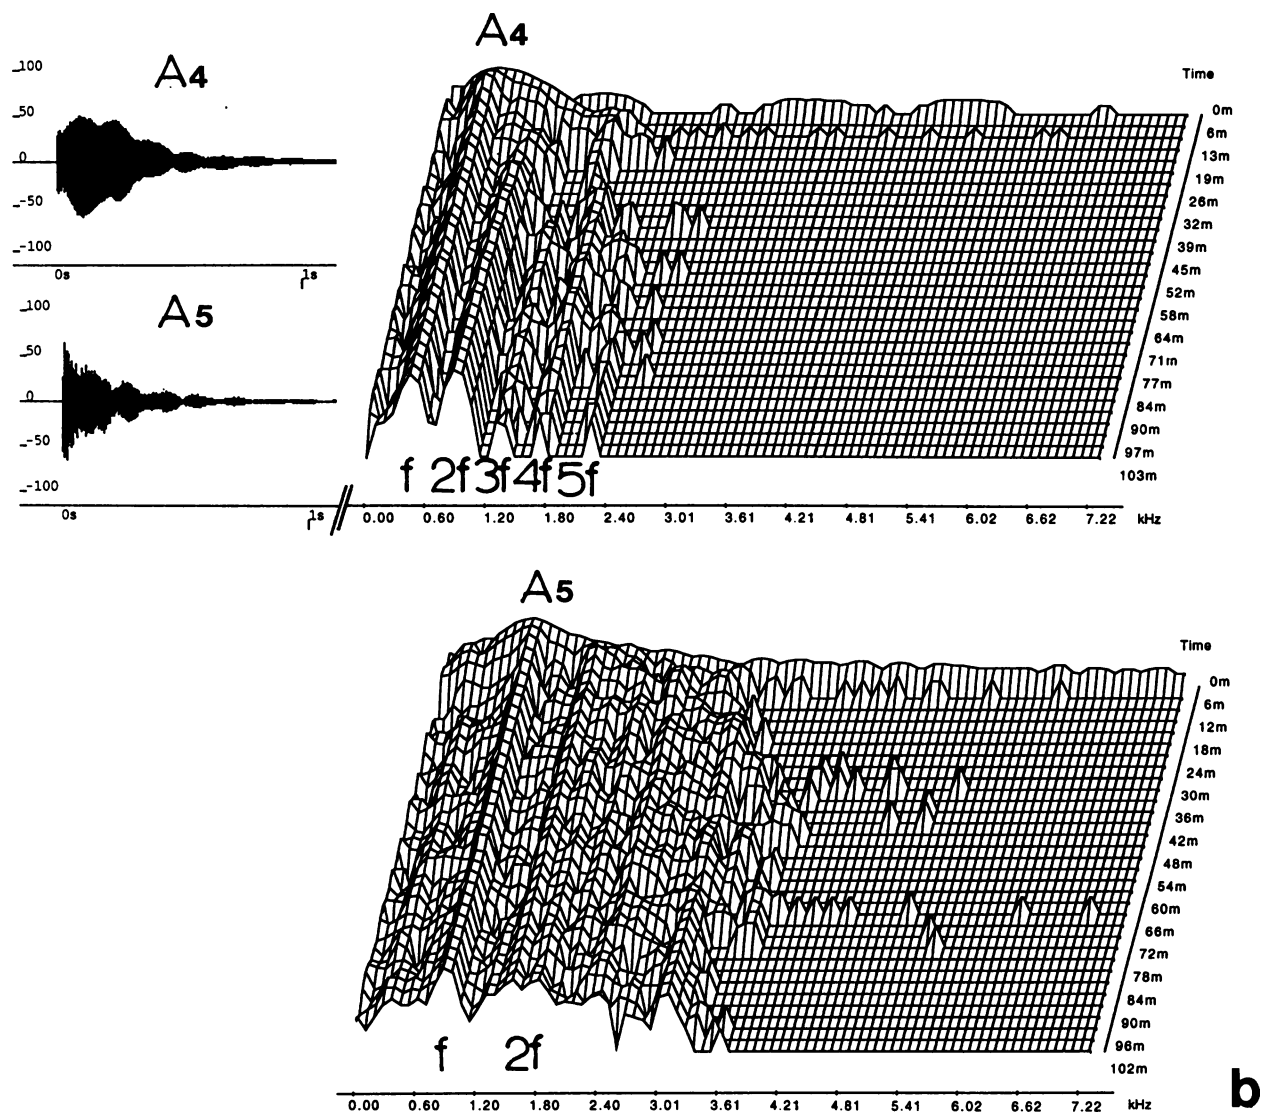 A4
100
50
0
-50
-100
0s
1s
A5
100
50
0
-50
-100
0s
1s
A4
Time
0m
6m
13m
19m
26m
32m
39m
45m
52m
58m
64m
71m
77m
84m
90m
97m
103m
f 2f 3f 4f 5f
0.00 0.60 1.20 1.80 2.40 3.01 3.61 4.21 4.81 5.41 6.02 6.62 7.22 kHz
A5
Time
0m
6m
12m
18m
24m
30m
36m
42m
48m
54m
60m
66m
72m
78m
84m
90m
96m
102m
f 2f
0.00 0.60 1.20 1.80 2.40 3.01 3.61 4.21 4.81 5.41 6.02 6.62 7.22 kHz
b